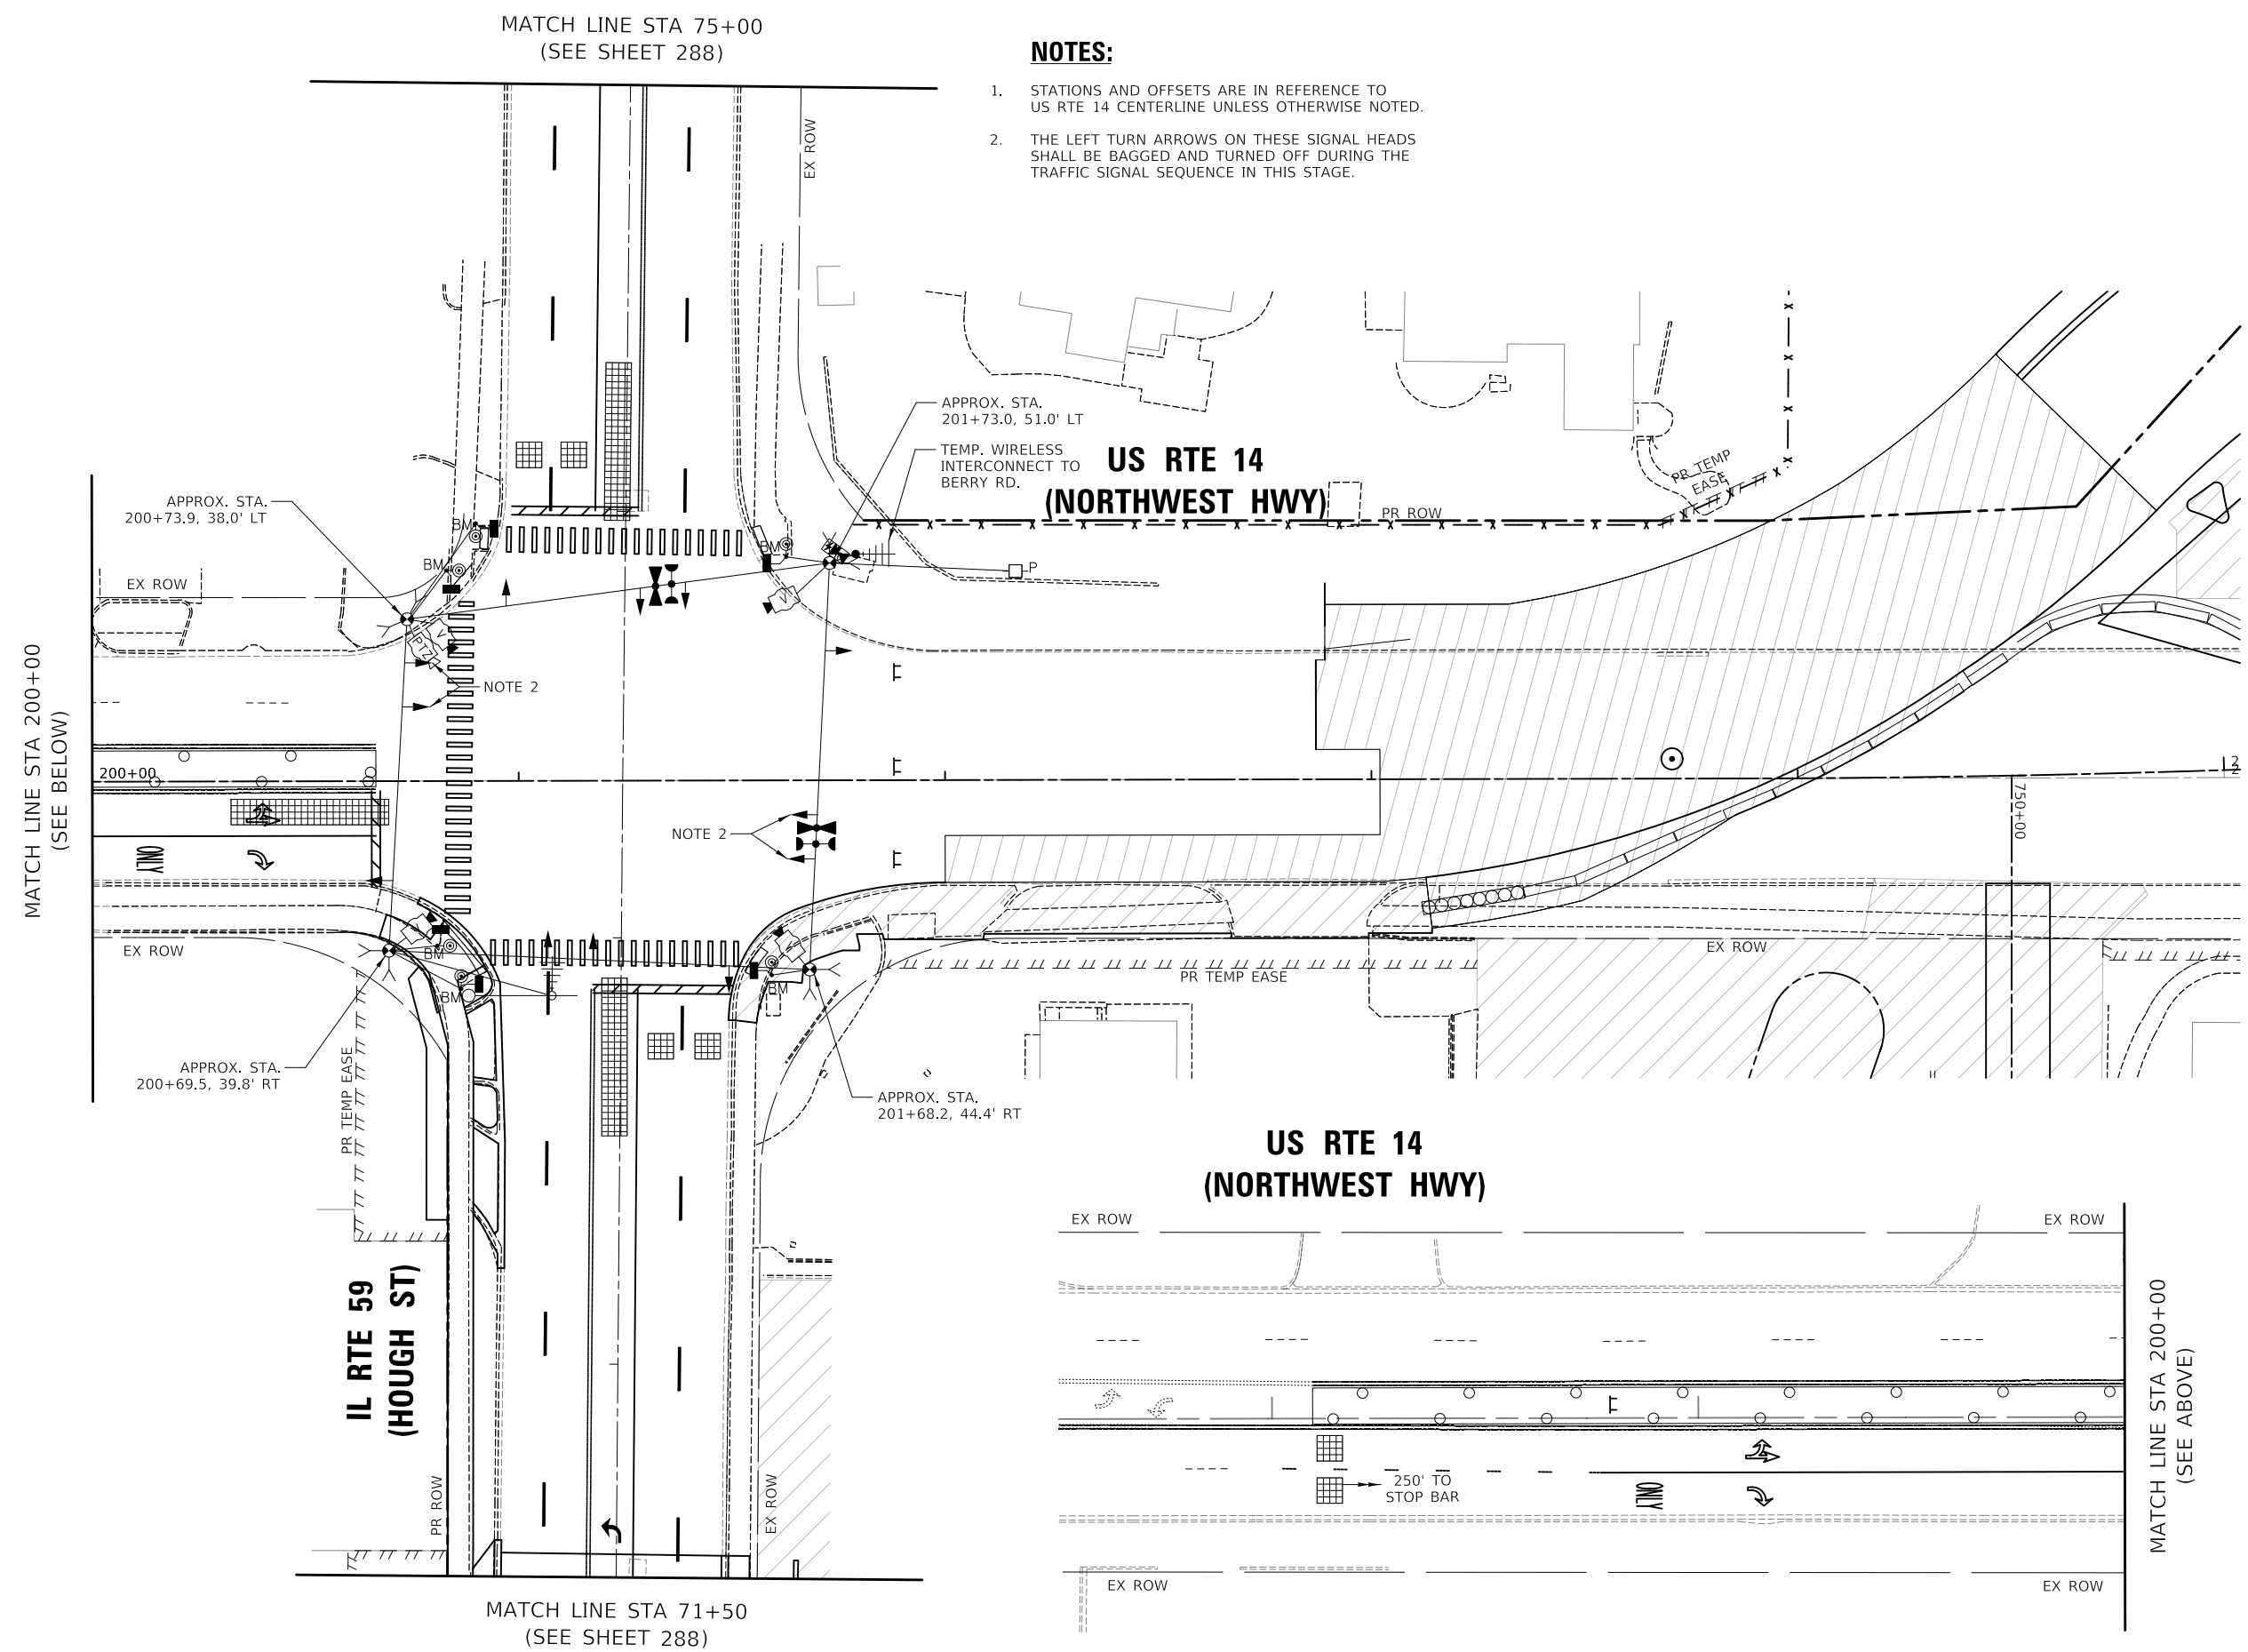 MATCH LINE STA 75+00
(SEE SHEET 288)
NOTES:
1. STATIONS AND OFFSETS ARE IN REFERENCE TO
US RTE 14 CENTERLINE UNLESS OTHERWISE NOTED.
2. THE LEFT TURN ARROWS ON THESE SIGNAL HEADS
SHALL BE BAGGED AND TURNED OFF DURING THE
TRAFFIC SIGNAL SEQUENCE IN THIS STAGE.
EX ROW
APPROX. STA.
201+73.0, 51.0' LT
TEMP. WIRELESS
INTERCONNECT TO
BERRY RD.
US RTE 14
(NORTHWEST HWY)
PR TEMP
EASE
PR ROW
APPROX. STA.
200+73.9, 38.0' LT
BM
BM
BM
P
V
EX ROW
V
PTZ
NOTE 2
MATCH LINE STA 200+00
(SEE BELOW)
200+00
NOTE 2
750+00
2
2
ONLY
EX ROW
V
V
BM
BM
BM
EX ROW
PR TEMP EASE
APPROX. STA.
200+69.5, 39.8' RT
PR TEMP EASE
APPROX. STA.
201+68.2, 44.4' RT
US RTE 14
(NORTHWEST HWY)
EX ROW
EX ROW
IL RTE 59
(HOUGH ST)
MATCH LINE STA 200+00
(SEE ABOVE)
250' TO
STOP BAR
ONLY
PR ROW
EX ROW
EX ROW
EX ROW
MATCH LINE STA 71+50
(SEE SHEET 288)